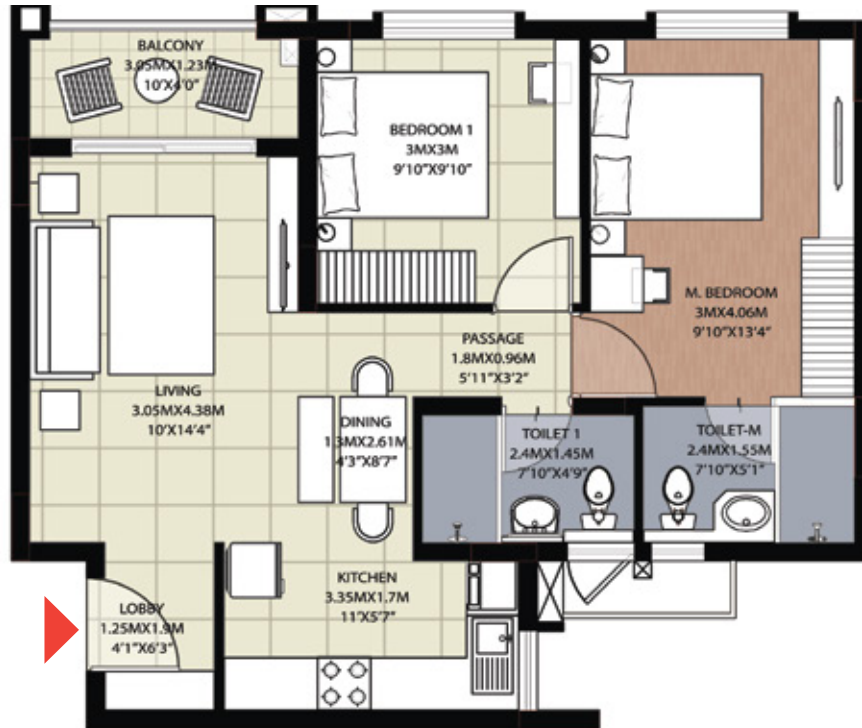 BALCONY
3.05MX1.23M
10'X4'0"
BEDROOM 1
3MX3M
9'10"X9'10"
M. BEDROOM
3MX4.06M
9'10"X13'4"
PASSAGE
1.8MX0.96M
5'11"X3'2"
LIVING
3.05MX4.38M
10'X14'4"
DINING
1.3MX2.61M
4'3"X8'7"
TOILET 1
2.4MX1.45M
7'10"X4'9"
TOILET-M
2.4MX1.55M
7'10"X5'1"
KITCHEN
3.35MX1.7M
11'X5'7"
LOBBY
1.25MX1.9M
4'1"X6'3"